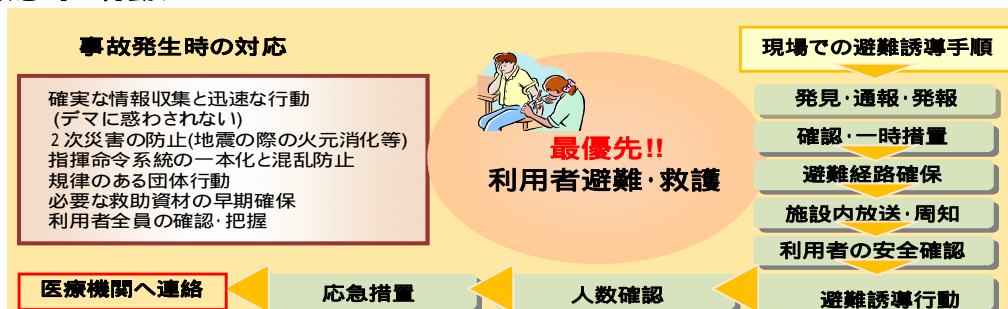 事故発生時の対応
確実な情報収集と迅速な行動
(デマに惑わされない)
2次災害の防止(地震の際の火元消化等)
指揮命令系統の一本化と混乱防止
規律のある団体行動
必要な救助資材の早期確保
利用者全員の確認・把握
最優先!!
利用者避難・救護
現場での避難誘導手順
発見・通報・発報
確認・一時措置
避難経路確保
施設内放送・周知
利用者の安全確認
避難誘導行動
人数確認
応急措置
医療機関へ連絡